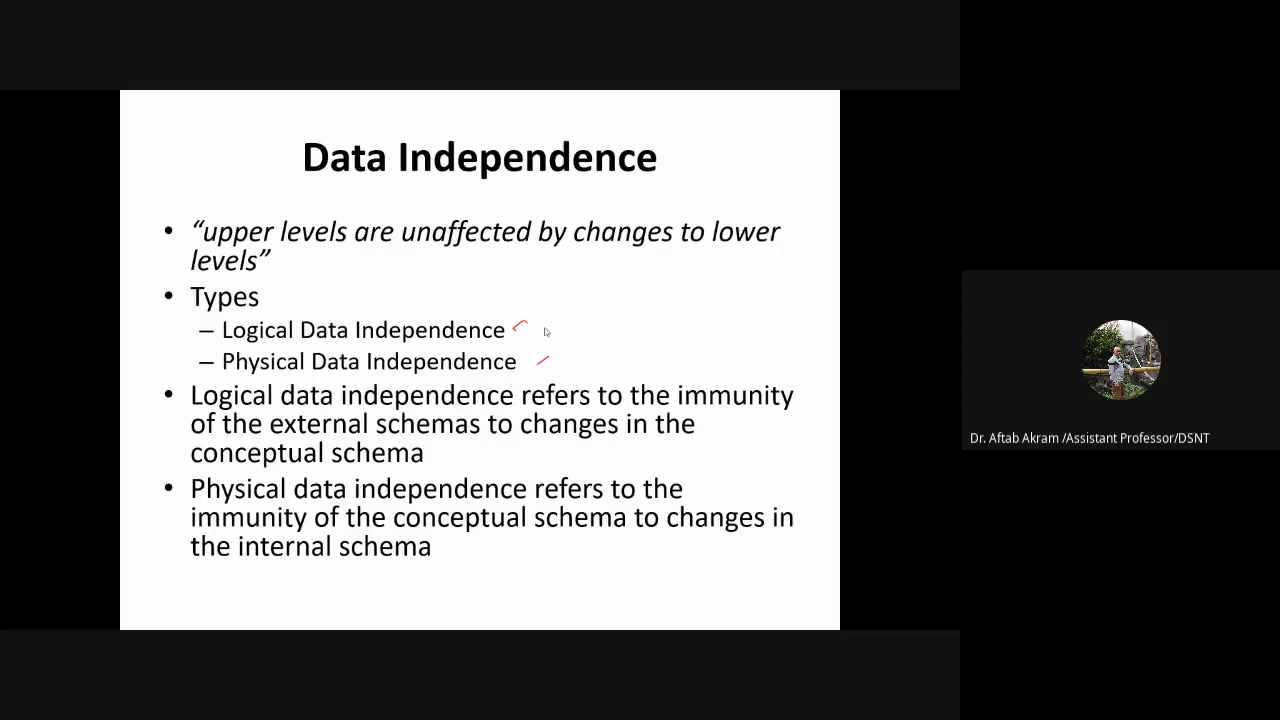 Data Independence
• “upper levels are unaffected by changes to lower
levels”
• Types
– Logical Data Independence
– Physical Data Independence
• Logical data independence refers to the immunity
of the external schemas to changes in the
conceptual schema
• Physical data independence refers to the
immunity of the conceptual schema to changes in
the internal schema
Dr. Aftab Akram /Assistant Professor/DSNT